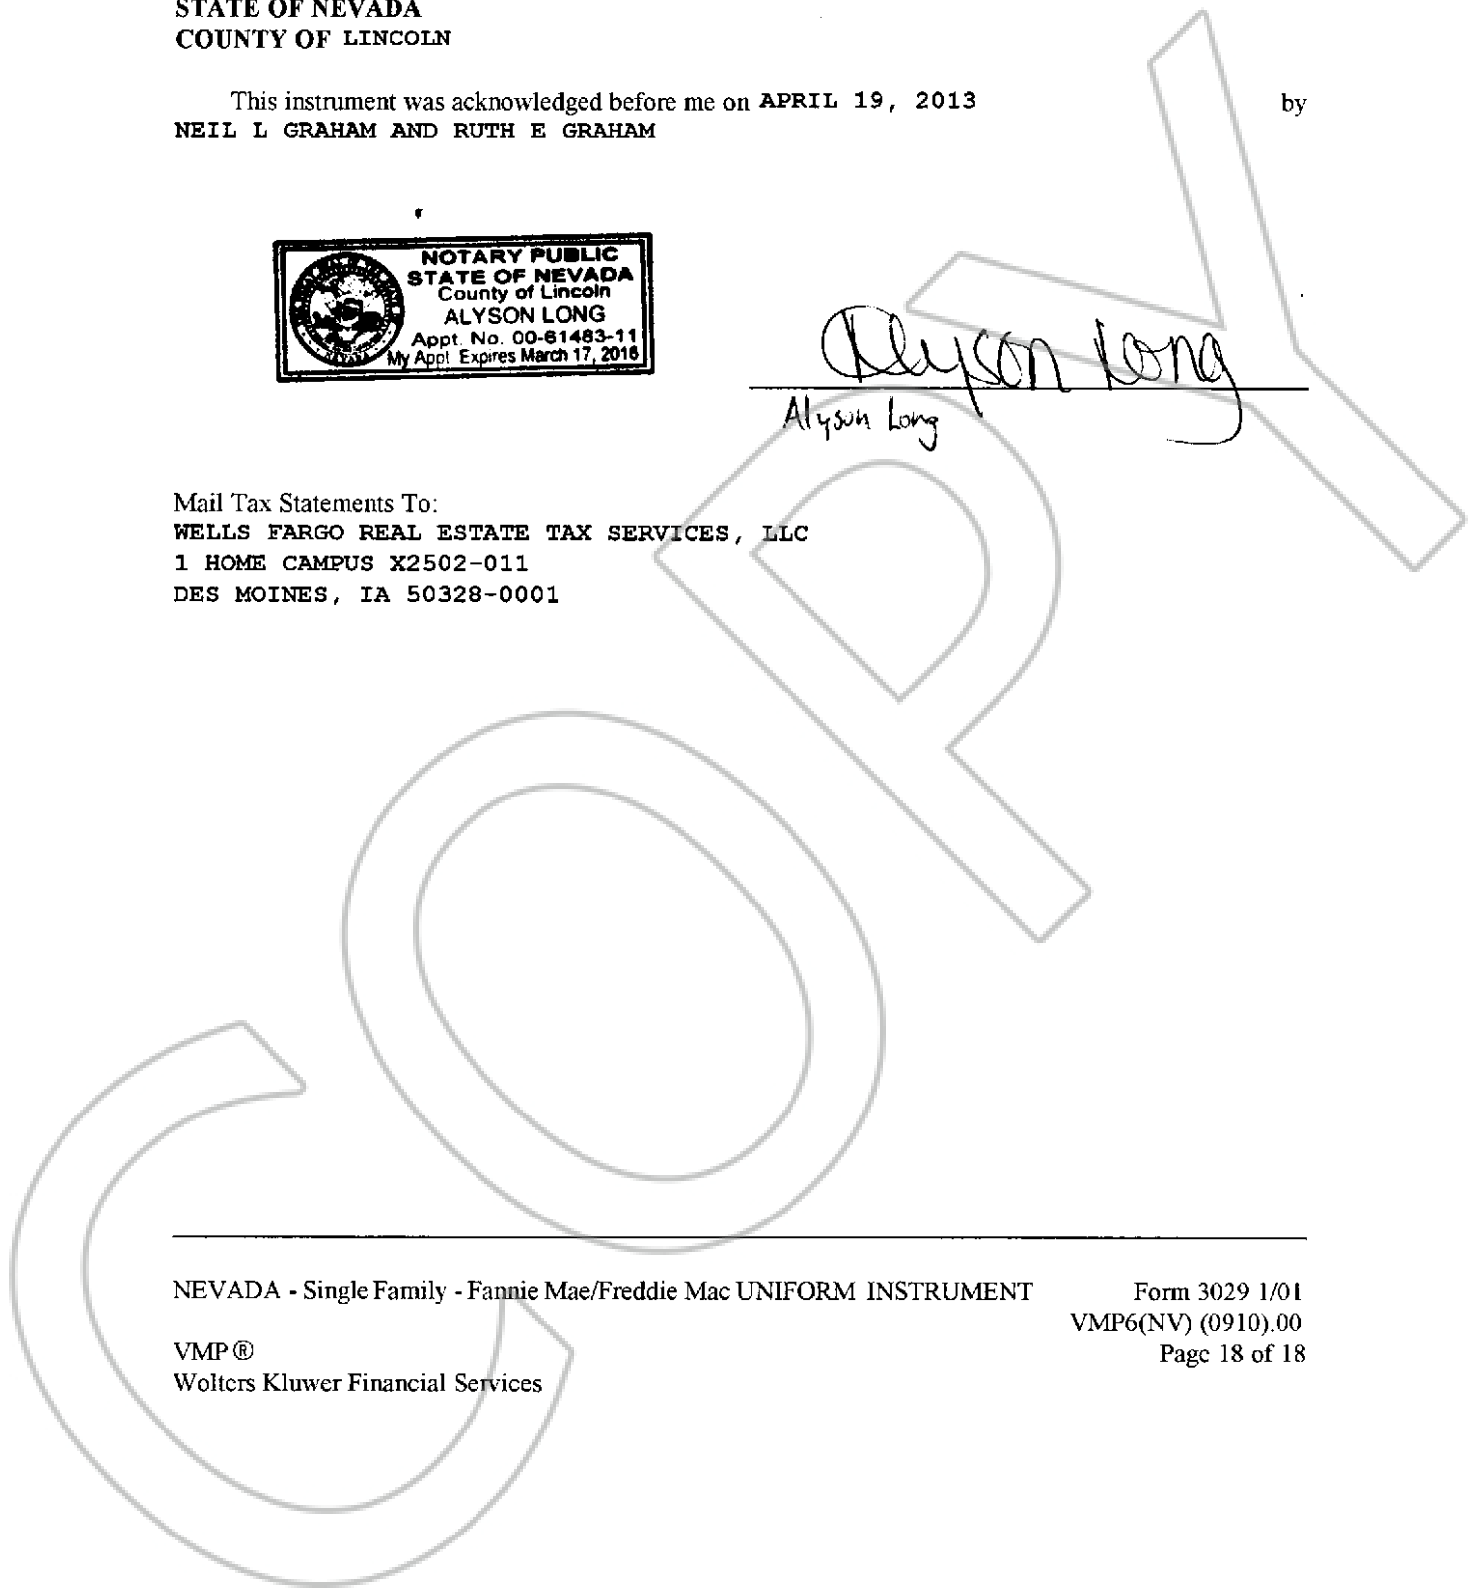 STATE OF NEVADA
COUNTY OF LINCOLN
This instrument was acknowledged before me on APRIL 19, 2013 by
NEIL L GRAHAM AND RUTH E GRAHAM
NOTARY PUBLIC
STATE OF NEVADA
County of Lincoln
ALYSON LONG
Appt. No. 00-61483-11
My Appt. Expires March 17, 2016
Alyson Long
Alyson Long
Mail Tax Statements To:
WELLS FARGO REAL ESTATE TAX SERVICES, LLC
1 HOME CAMPUS X2502-011
DES MOINES, IA 50328-0001
COPY
NEVADA - Single Family - Fannie Mae/Freddie Mac UNIFORM INSTRUMENT Form 3029 1/01
VMP6(NV) (0910).00
VMP ® Page 18 of 18
Wolters Kluwer Financial Services